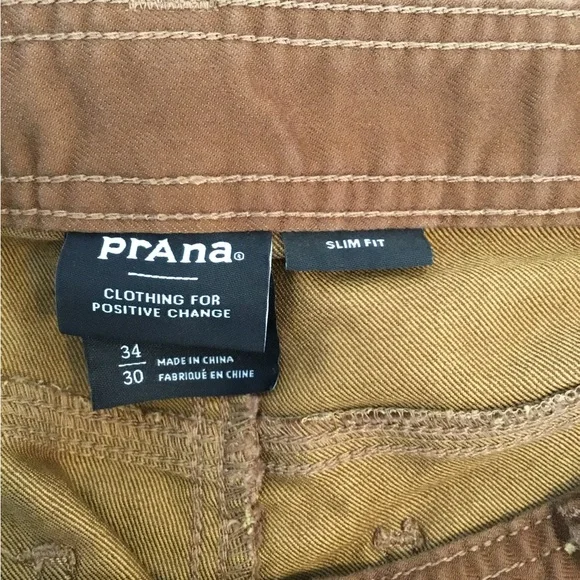 prAna
CLOTHING FOR
POSITIVE CHANGE
SLIM FIT
34
30
MADE IN CHINA
FABRIQUÉ EN CHINE